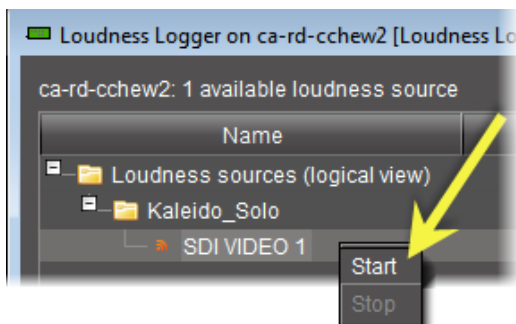 Loudness Logger on ca-rd-cchew2 [Loudness Lo
ca-rd-cchew2: 1 available loudness source
Name
Loudness sources (logical view)
Kaleido_Solo
SDI VIDEO 1
Start
Stop